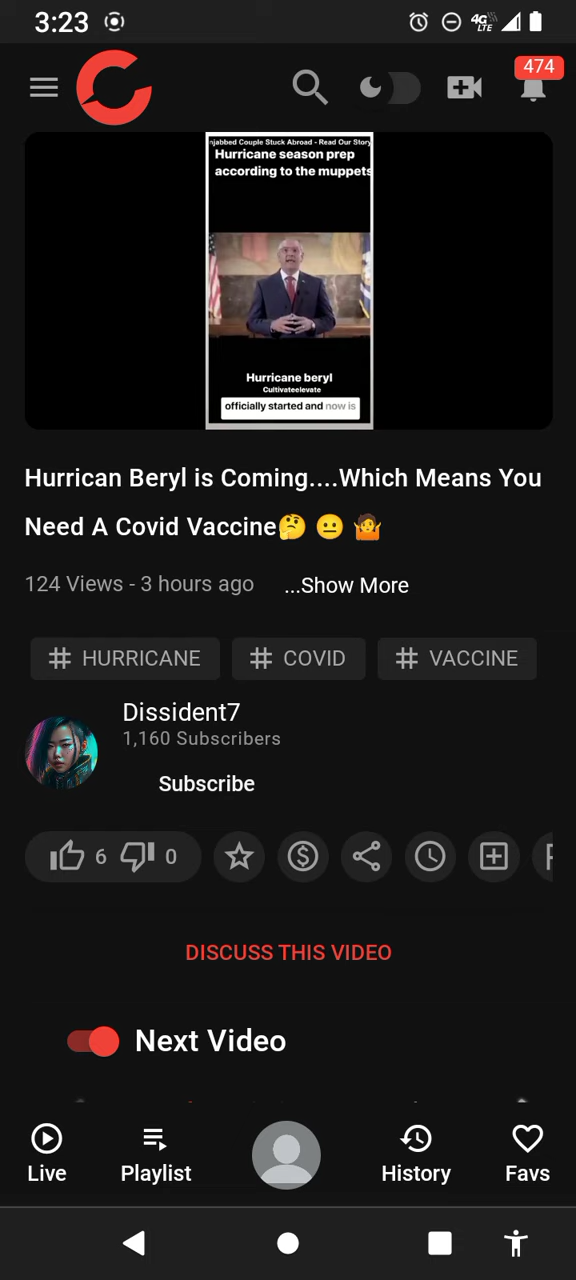 3:23
4G
LTE
474
njabbed Couple Stuck Abroad - Read Our Story
Hurricane season prep
according to the muppets
Hurricane beryl
Cultivateelevate
officially started and now is
Hurrican Beryl is Coming....Which Means You
Need A Covid Vaccine🤔 😐 🤷
124 Views - 3 hours ago ...Show More
# HURRICANE # COVID # VACCINE
Dissident7
1,160 Subscribers
Subscribe
6 0
DISCUSS THIS VIDEO
Next Video
Live Playlist History Favs